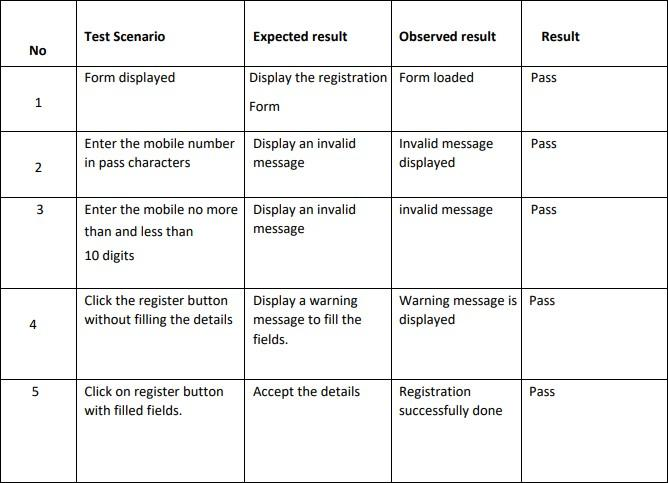 No Test Scenario Expected result Observed result Result
1 Form displayed Display the registration Form loaded Pass
Form
2 Enter the mobile number Display an invalid Invalid message Pass
in pass characters message displayed
3 Enter the mobile no more Display an invalid invalid message Pass
than and less than message
10 digits
4 Click the register button Display a warning Warning message is Pass
without filling the details message to fill the displayed
fields.
5 Click on register button Accept the details Registration Pass
with filled fields. successfully done